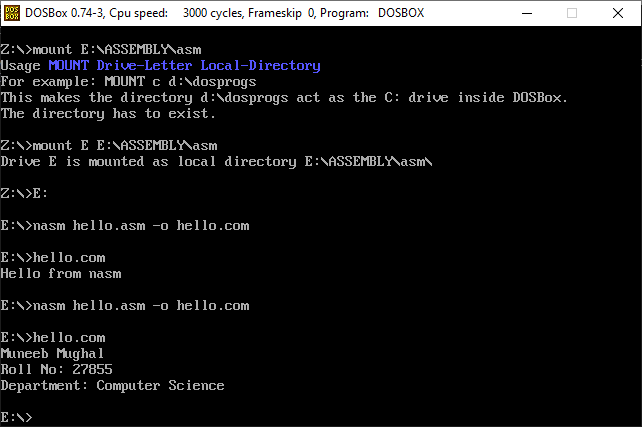 DOS
BOX
DOSBox 0.74-3, Cpu speed: 3000 cycles, Frameskip 0, Program: DOSBOX
Z:\>mount E:\ASSEMBLY\asm
Usage MOUNT Drive-Letter Local-Directory
For example: MOUNT c d:\dosprogs
This makes the directory d:\dosprogs act as the C: drive inside DOSBox.
The directory has to exist.
Z:\>mount E E:\ASSEMBLY\asm
Drive E is mounted as local directory E:\ASSEMBLY\asm\
Z:\>E:
E:\>nasm hello.asm -o hello.com
E:\>hello.com
Hello from nasm
E:\>nasm hello.asm -o hello.com
E:\>hello.com
Muneeb Mughal
Roll No: 27855
Department: Computer Science
E:\>